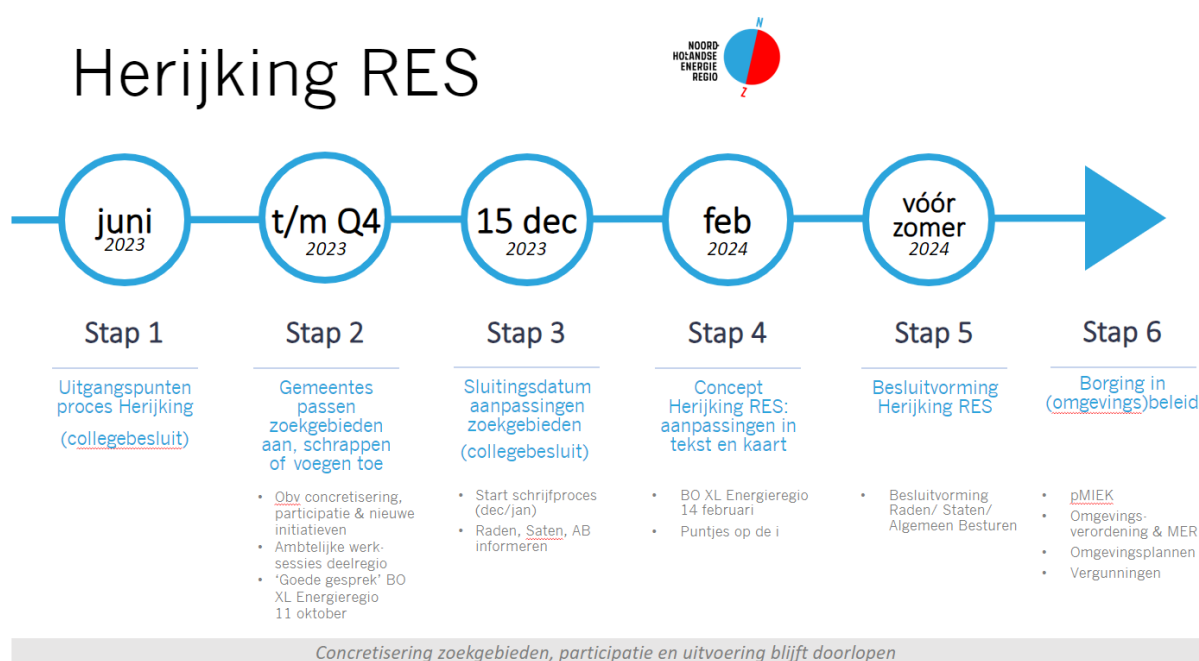 Herijking RES
NOORD-
HOLLANDSE
ENERGIE
REGIO
N
Z
juni
2023
t/m Q4
2023
15 dec
2023
feb
2024
vóór
zomer
2024
Stap 1
Uitgangspunten
proces Herijking
(collegebesluit)
Stap 2
Gemeentes
passen
zoekgebieden
aan, schrappen
of voegen toe
• Obv concretisering,
participatie & nieuwe
initiatieven
• Ambtelijke werk-
sessies deelregio
• ‘Goede gesprek’ BO
XL Energieregio
11 oktober
Stap 3
Sluitingsdatum
aanpassingen
zoekgebieden
(collegebesluit)
• Start schrijfproces
(dec/jan)
• Raden, Saten, AB
informeren
Stap 4
Concept
Herijking RES:
aanpassingen in
tekst en kaart
• BO XL Energieregio
14 februari
• Puntjes op de i
Stap 5
Besluitvorming
Herijking RES
• Besluitvorming
Raden/ Staten/
Algemeen Besturen
Stap 6
Borging in
(omgevings)beleid
• pMIEK
• Omgevings-
verordening & MER
• Omgevingsplannen
• Vergunningen
Concretisering zoekgebieden, participatie en uitvoering blijft doorlopen